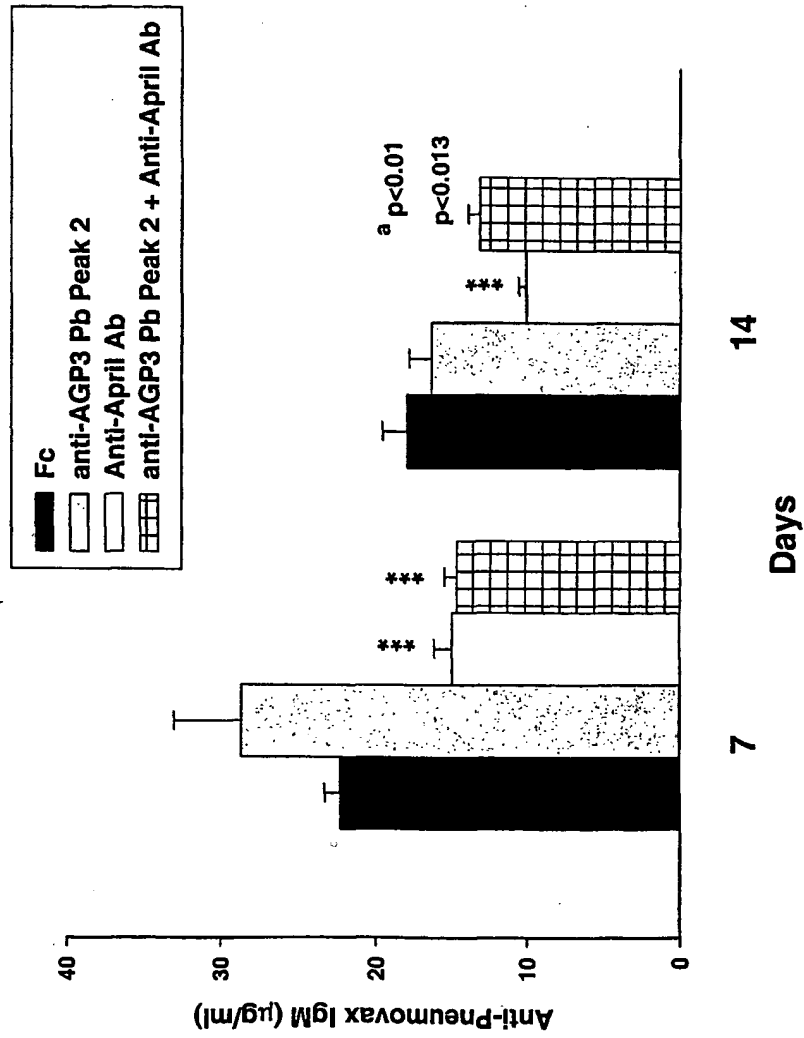 Fc
anti-AGP3 Pb Peak 2
Anti-April Ab
anti-AGP3 Pb Peak 2 + Anti-April Ab
Anti-Pneumovax IgM (µg/ml)
40
30
20
10
0
***
***
***
a p<0.01
p<0.013
7
14
Days